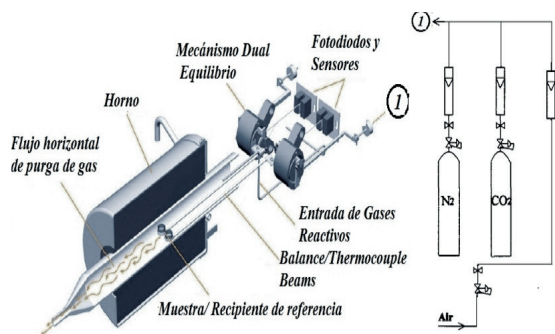 Mecánismo Dual
Equilibrio
Fotodiodos y
Sensores
Horno
Flujo horizontal
de purga de gas
1
Entrada de Gases
Reactivos
Balance/Thermocouple
Beams
Muestra/ Recipiente de referencia
1
N2
CO2
Air